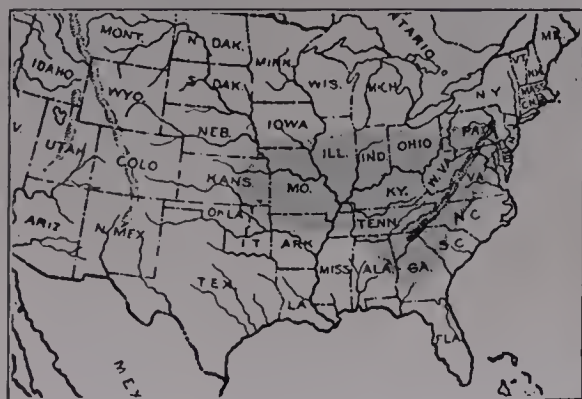 ONTARIO
MONT.
N. DAK.
MINN.
ME.
VT.
N.H.
IDAHO
WYO.
S. DAK.
WIS.
MICH.
N Y
MASS.
IOWA
PA.
NEB.
ILL.
IND.
OHIO
UTAH
COLO
W. VA.
VA.
KANS.
MO.
KY.
OKLA.
TENN.
N C
ARIZ
N. MEX
I T
ARK.
S. C.
MISS.
ALA.
GA.
TEX.
LA.
FLA.
MEX